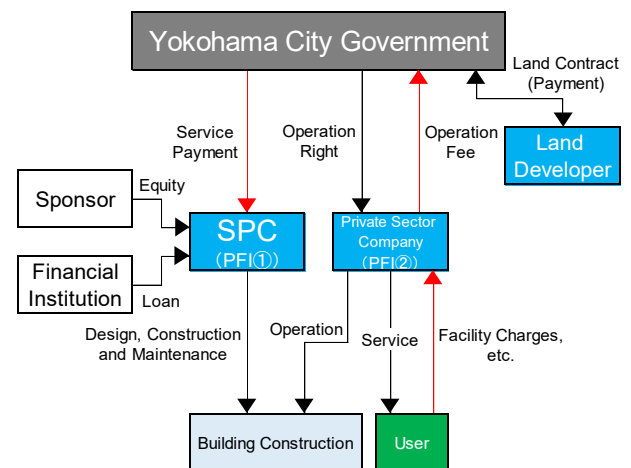 Yokohama City Government
Land Contract
(Payment)
Service
Payment
Operation
Right
Operation
Fee
Land
Developer
Sponsor
Equity
SPC
(PFI①)
Private Sector
Company
(PFI②)
Financial
Institution
Loan
Design, Construction
and Maintenance
Operation
Service
Facility Charges,
etc.
Building Construction
User